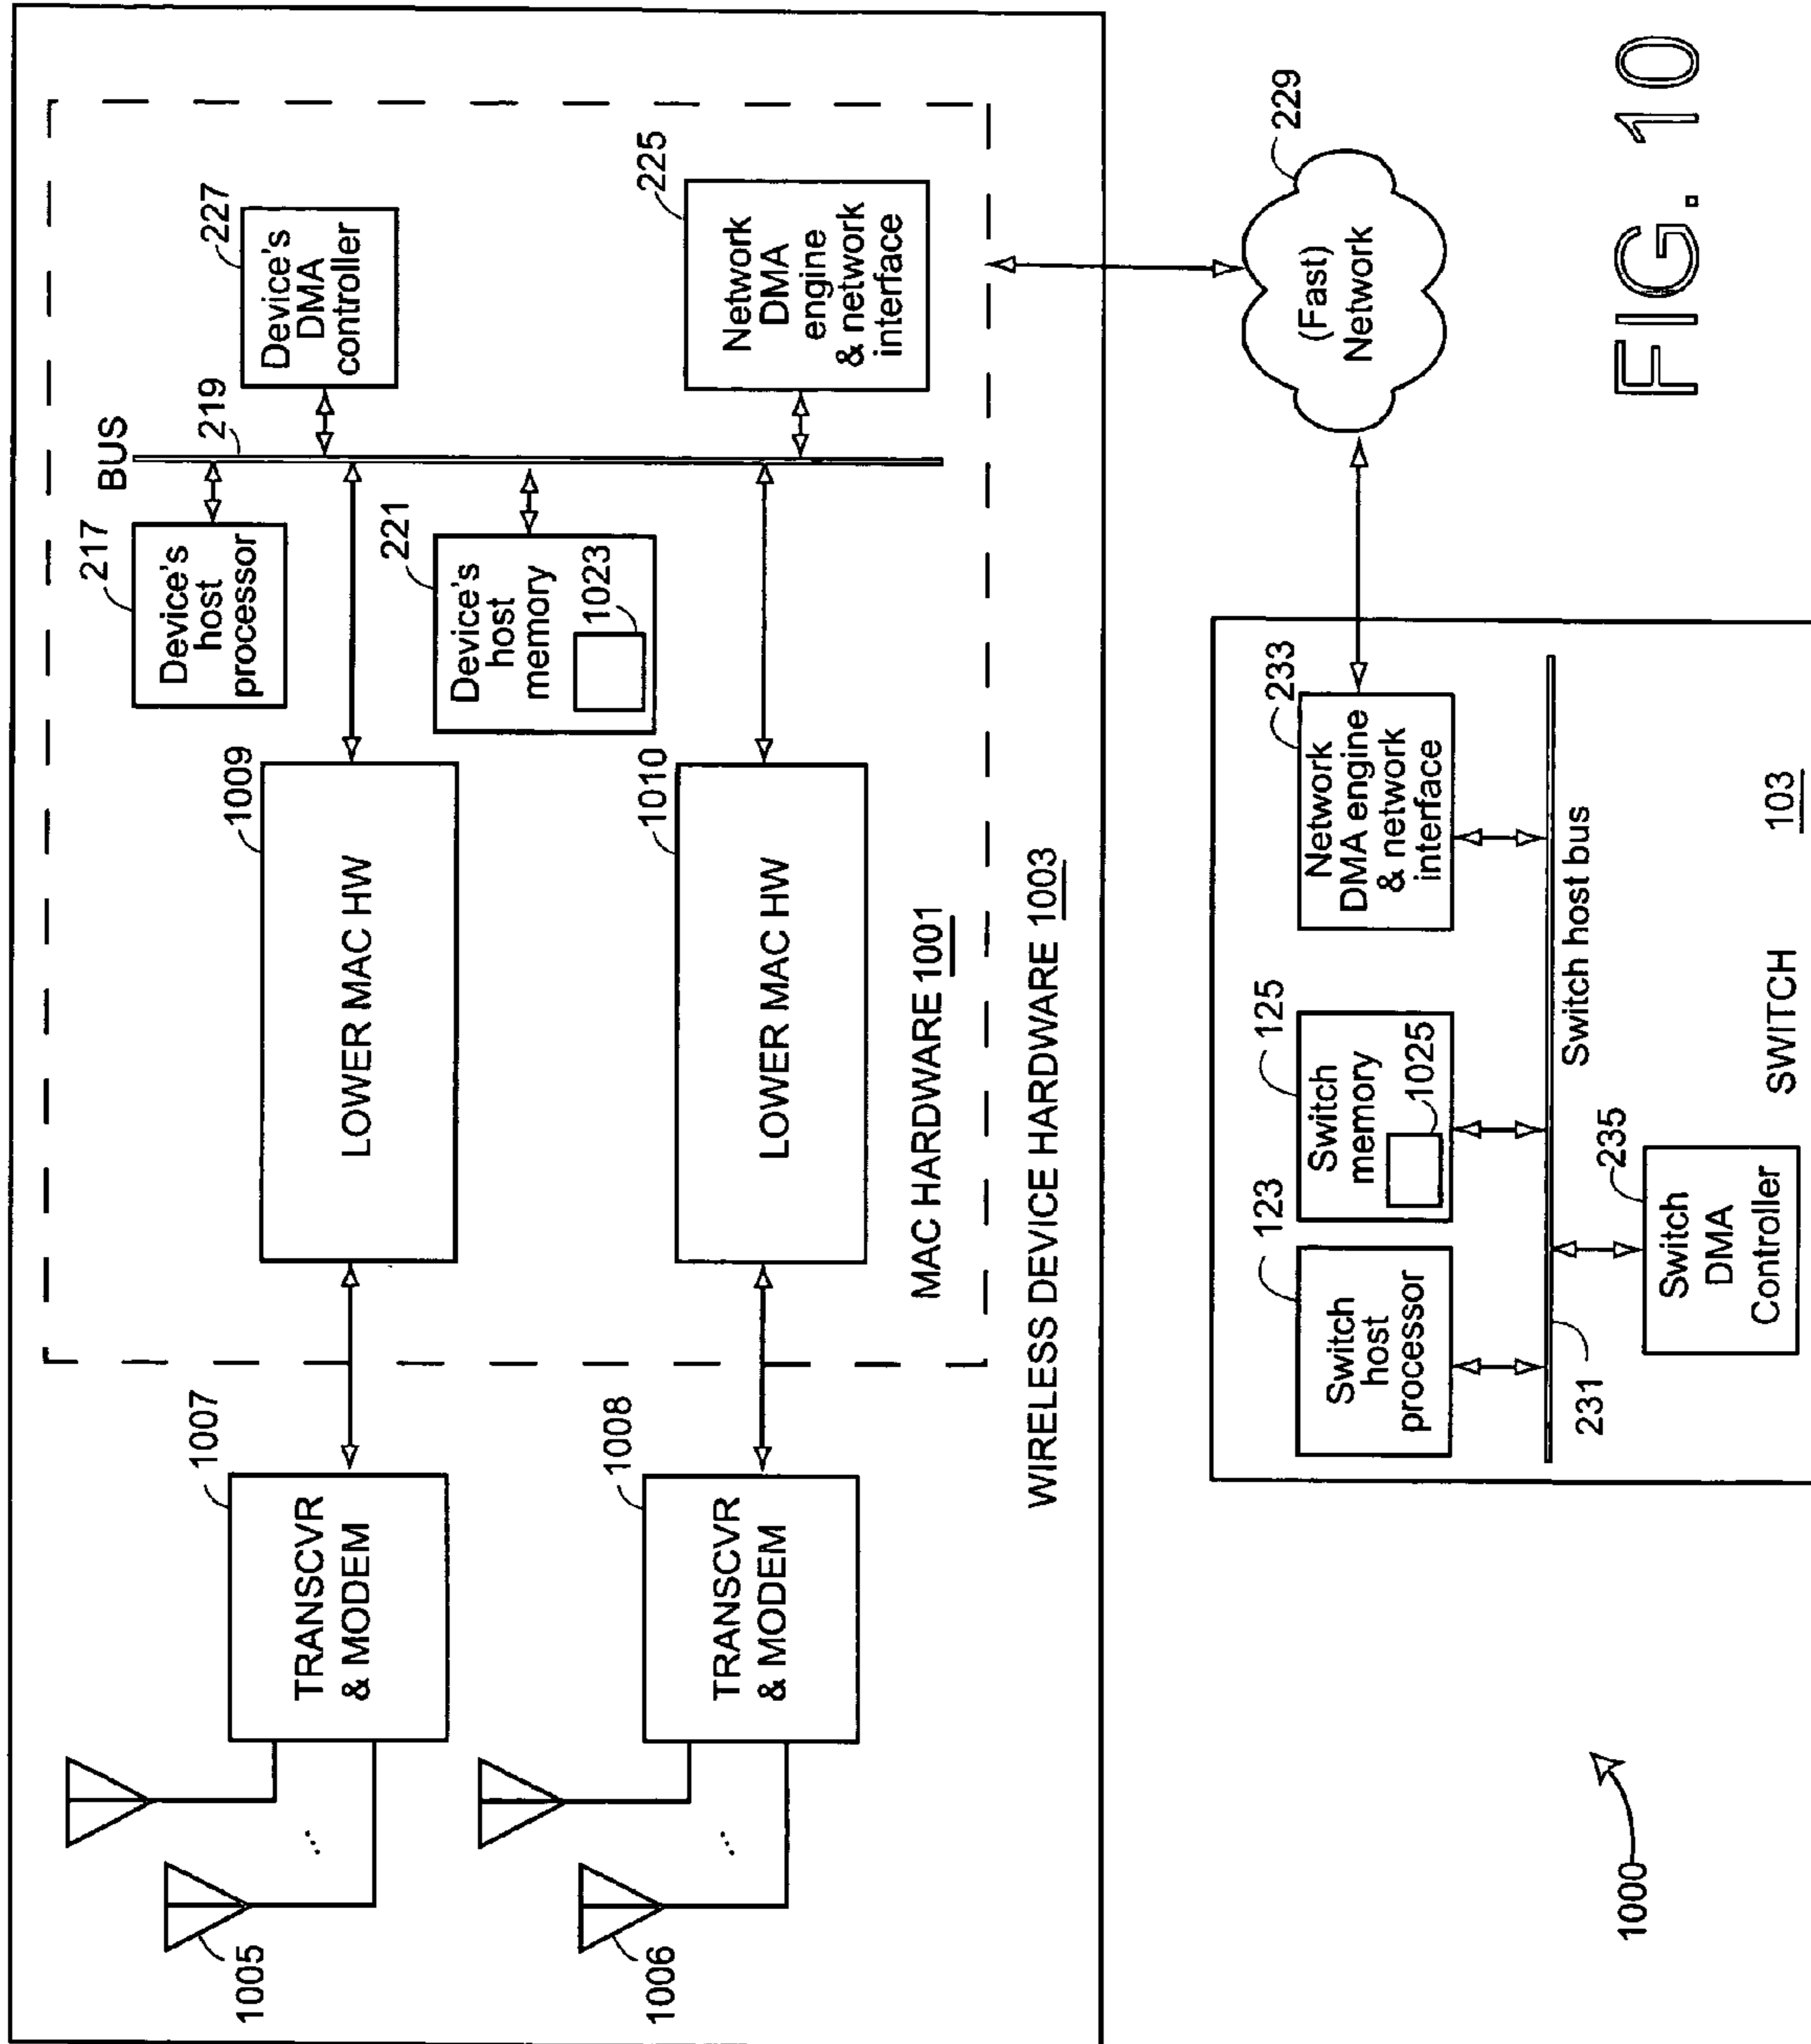 BUS
217
Device's
host
processor
219
227
Device's
DMA
controller
221
Device's
host
memory
1023
225
Network
DMA
engine
& network
interface
1009
LOWER MAC HW
1010
LOWER MAC HW
MAC HARDWARE 1001
1007
TRANSCVR
& MODEM
1008
TRANSCVR
& MODEM
1005
...
1006
...
WIRELESS DEVICE HARDWARE 1003
229
(Fast)
Network
123
Switch
host
processor
125
Switch
memory
1025
233
Network
DMA engine
& network
interface
Switch host bus
231
235
Switch
DMA
Controller
SWITCH 103
1000
FIG. 10